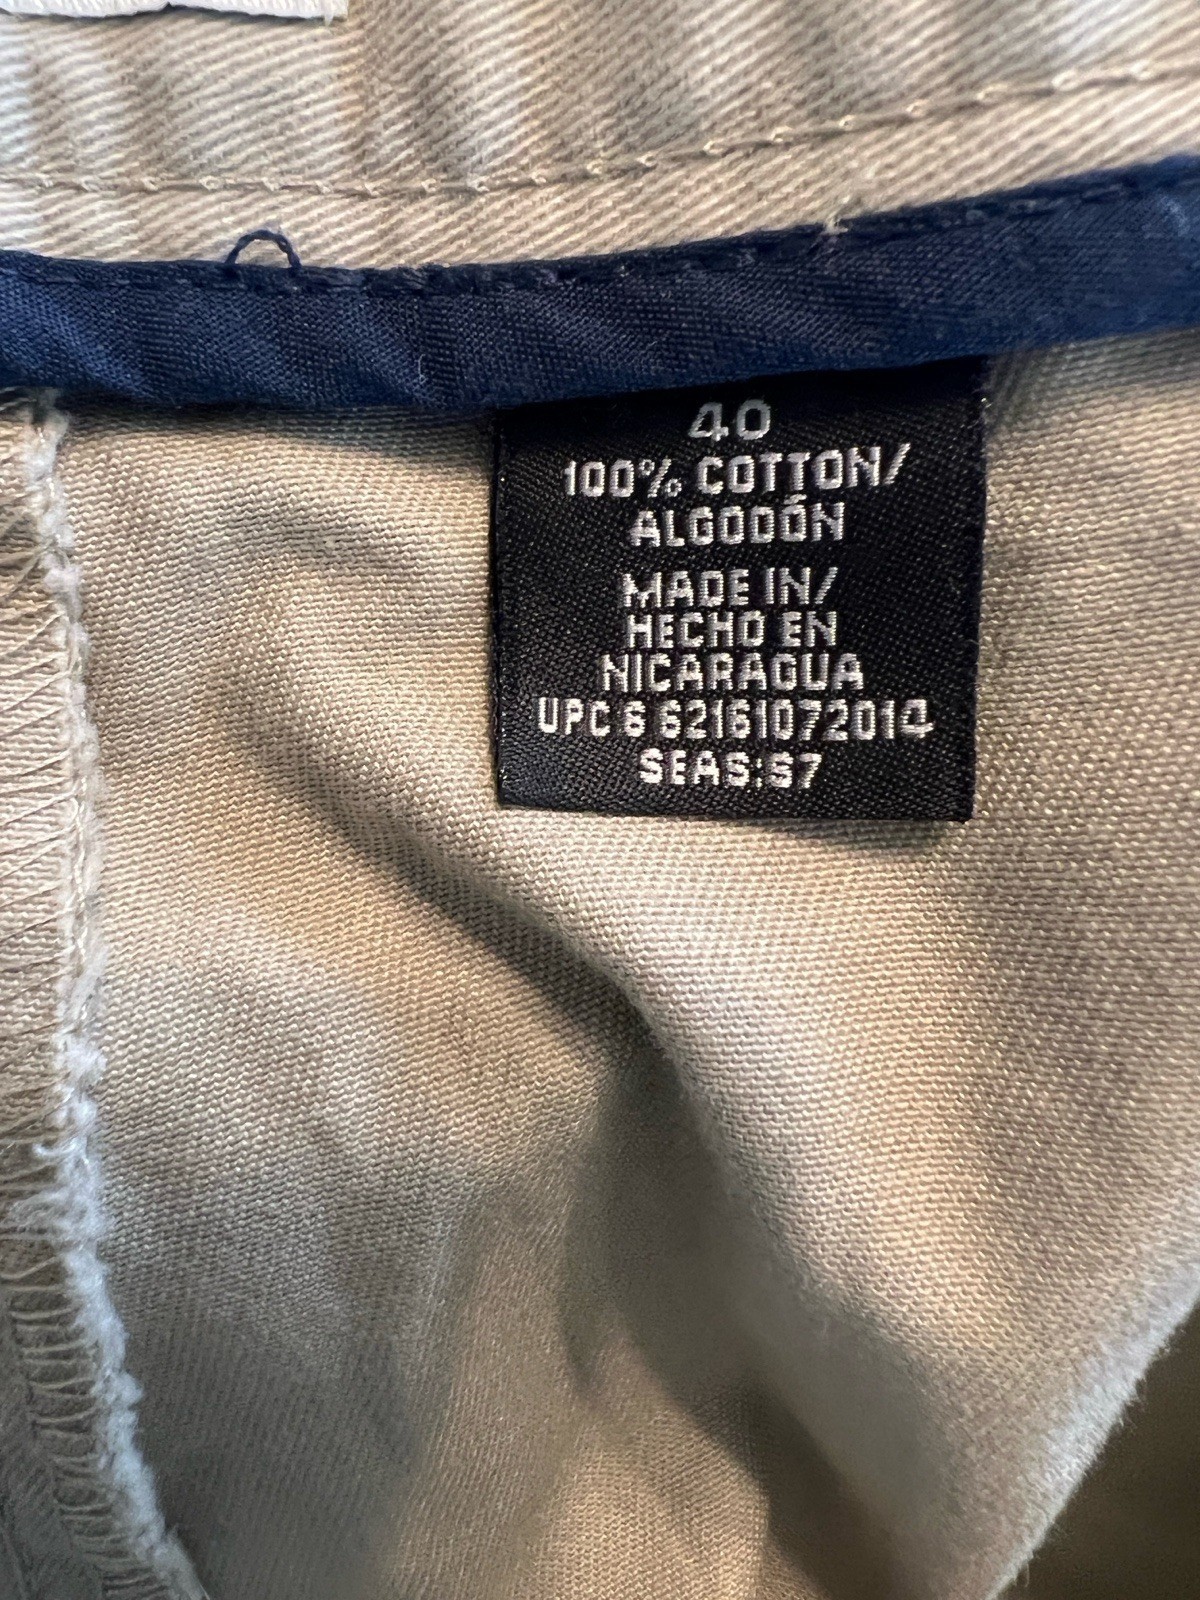 40
100% COTTON/
ALGODÓN
MADE IN/
HECHO EN
NICARAGUA
UPC 6 62161072014
SEAS:S7